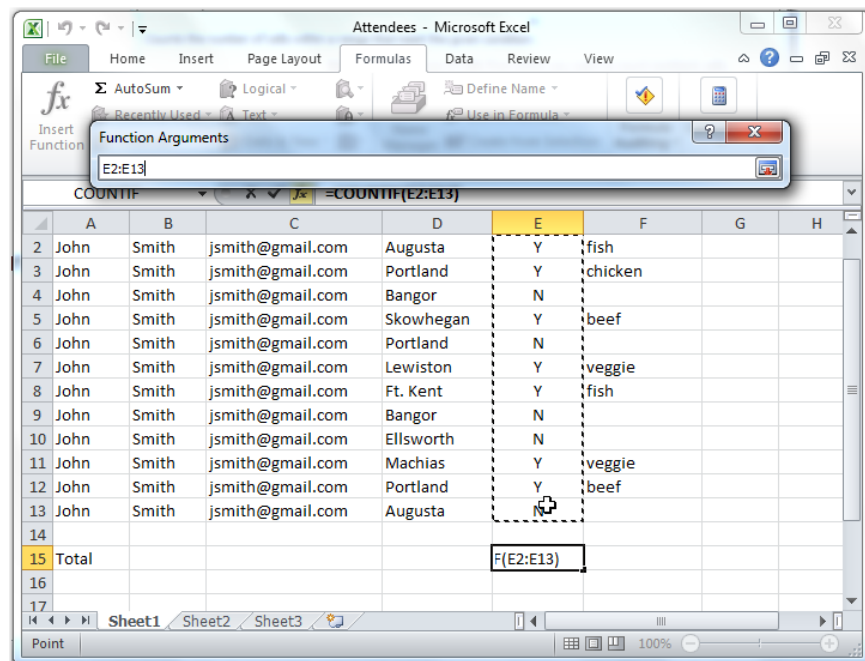 Attendees - Microsoft Excel
File Home Insert Page Layout Formulas Data Review View
Σ AutoSum Logical Define Name
fx Recently Used Text Use in Formula
Insert
Function
Function Arguments
E2:E13
COUNTIF fx =COUNTIF(E2:E13)
A B C D E F G H
2 John Smith jsmith@gmail.com Augusta Y fish
3 John Smith jsmith@gmail.com Portland Y chicken
4 John Smith jsmith@gmail.com Bangor N
5 John Smith jsmith@gmail.com Skowhegan Y beef
6 John Smith jsmith@gmail.com Portland N
7 John Smith jsmith@gmail.com Lewiston Y veggie
8 John Smith jsmith@gmail.com Ft. Kent Y fish
9 John Smith jsmith@gmail.com Bangor N
10 John Smith jsmith@gmail.com Ellsworth N
11 John Smith jsmith@gmail.com Machias Y veggie
12 John Smith jsmith@gmail.com Portland Y beef
13 John Smith jsmith@gmail.com Augusta N
14
15 Total F(E2:E13)
16
17
Sheet1 Sheet2 Sheet3
Point 100%